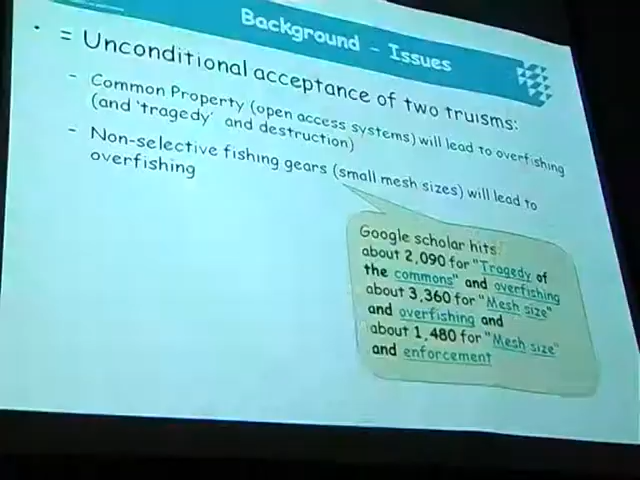 Background - Issues
• = Unconditional acceptance of two truisms:
- Common Property (open access systems) will lead to overfishing
(and 'tragedy' and destruction)
- Non-selective fishing gears (small mesh sizes) will lead to
overfishing
Google scholar hits:
about 2,090 for "Tragedy of
the commons" and overfishing
about 3,360 for "Mesh size"
and overfishing and
about 1,480 for "Mesh size"
and enforcement